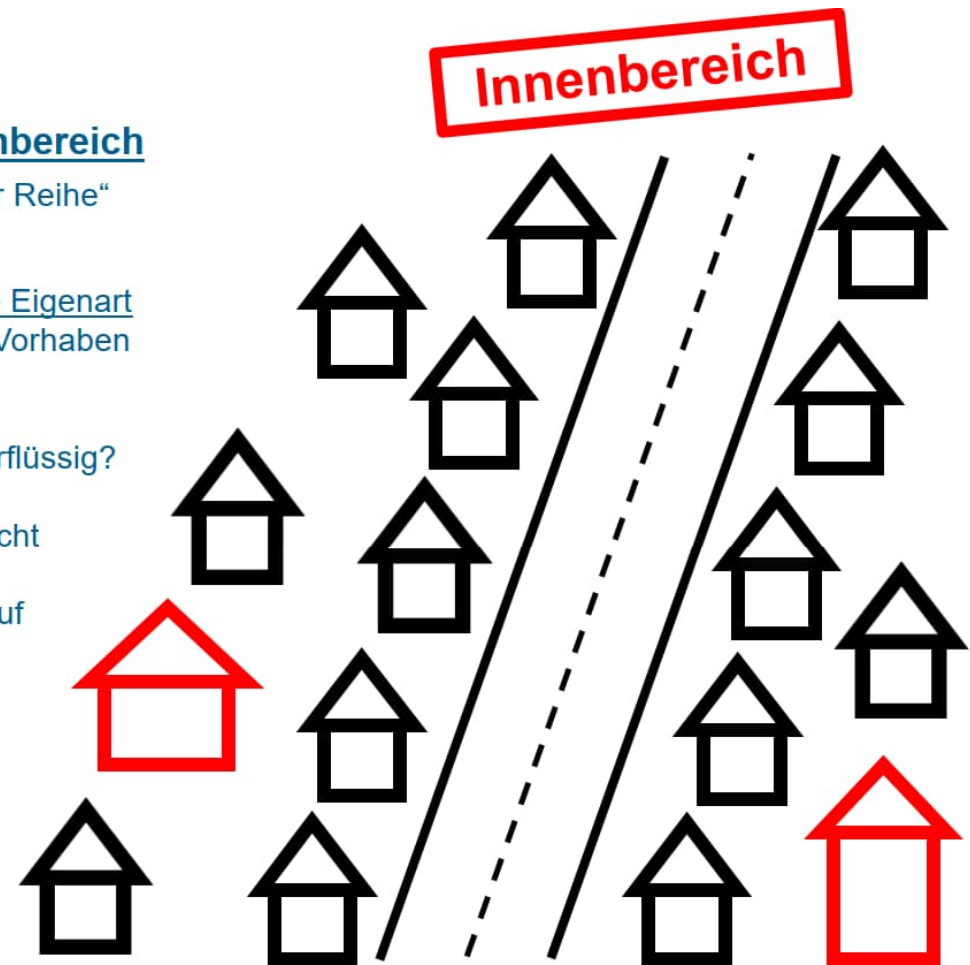 Innenbereich
nbereich
r Reihe“
Eigenart
Vorhaben
rflüssig?
cht
uf